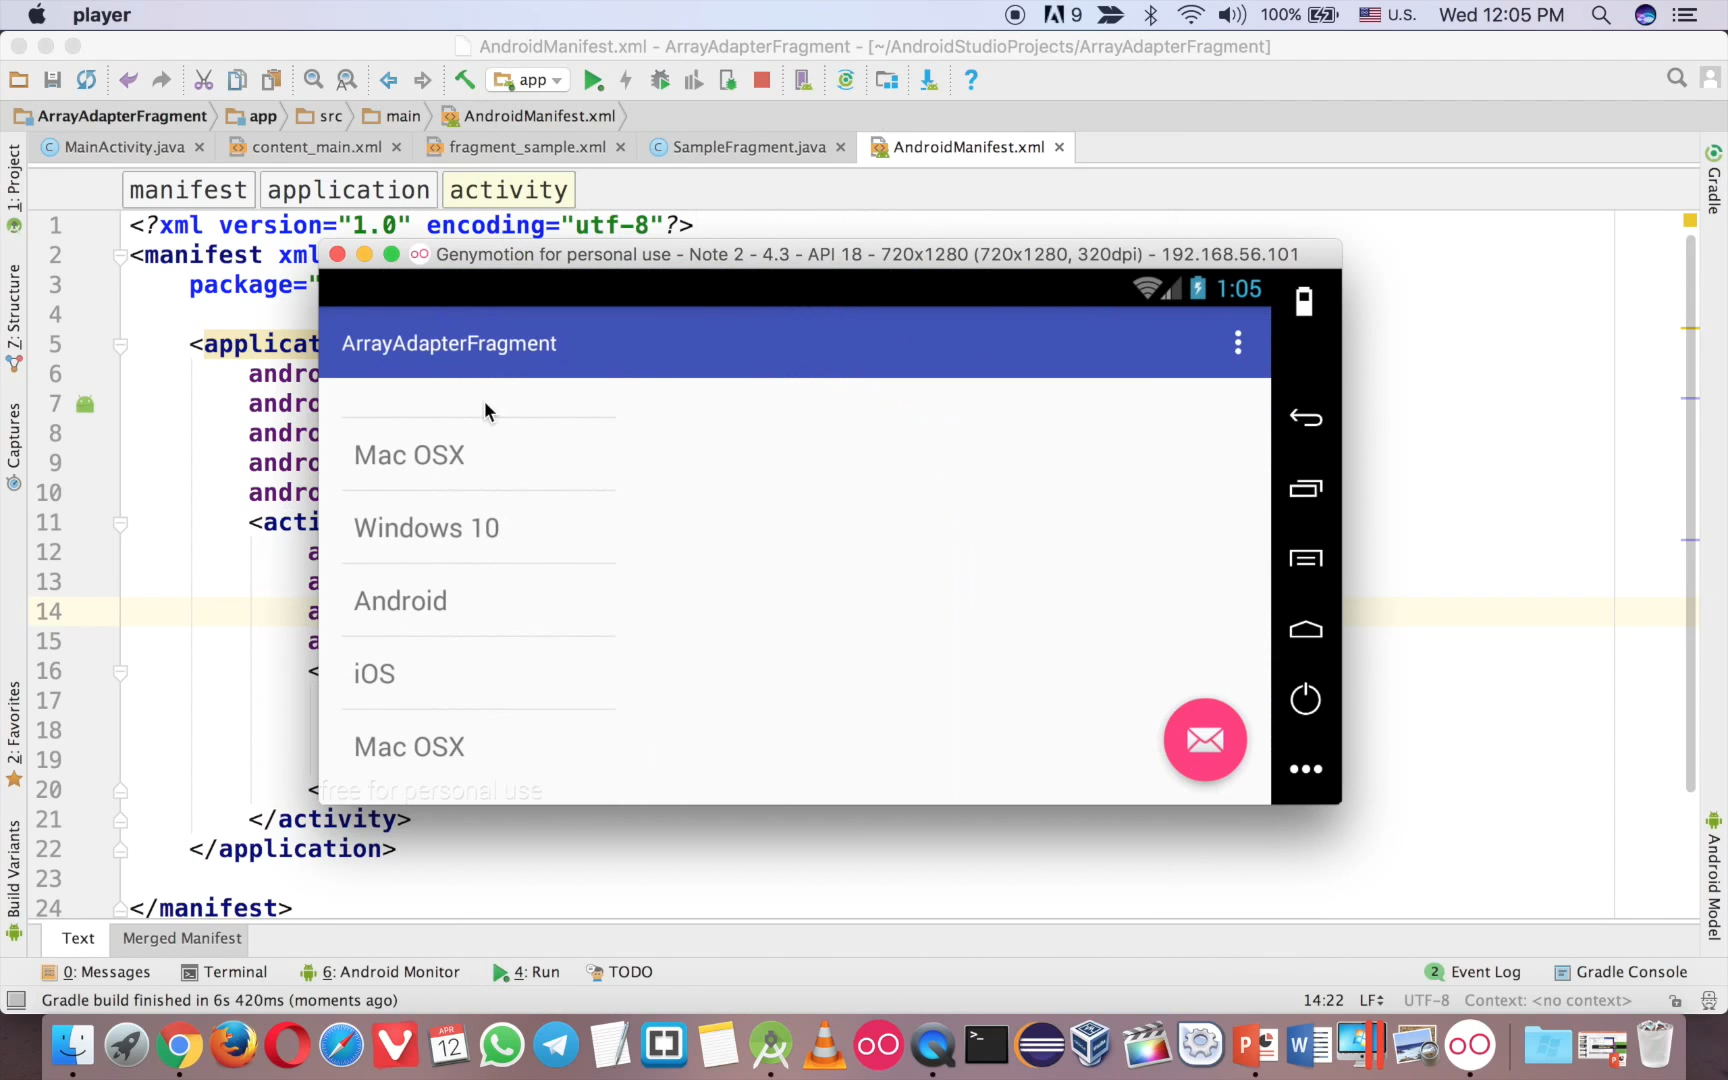 player
9
100%
U.S.
Wed 12:05 PM
AndroidManifest.xml - ArrayAdapterFragment - [~/AndroidStudioProjects/ArrayAdapterFragment]
app
ArrayAdapterFragment
app
src
main
AndroidManifest.xml
MainActivity.java
content_main.xml
fragment_sample.xml
SampleFragment.java
AndroidManifest.xml
manifest
application
activity
1 <?xml version="1.0" encoding="utf-8"?>
2 <manifest xml
3 package="
4
5 <applicat
6 andro
7 andro
8 andro
9 andro
10 andro
11 <acti
12 a
13 a
14 a
15 a
16 <
17
18
19
20 <
21 </activity>
22 </application>
23
24 </manifest>
Genymotion for personal use - Note 2 - 4.3 - API 18 - 720x1280 (720x1280, 320dpi) - 192.168.56.101
1:05
ArrayAdapterFragment
Mac OSX
Windows 10
Android
iOS
Mac OSX
free for personal use
1: Project
7: Structure
Captures
2: Favorites
Build Variants
Gradle
Android Model
Text
Merged Manifest
0: Messages
Terminal
6: Android Monitor
4: Run
TODO
2 Event Log
Gradle Console
Gradle build finished in 6s 420ms (moments ago)
14:22
LF
UTF-8
Context: <no context>
APR
12